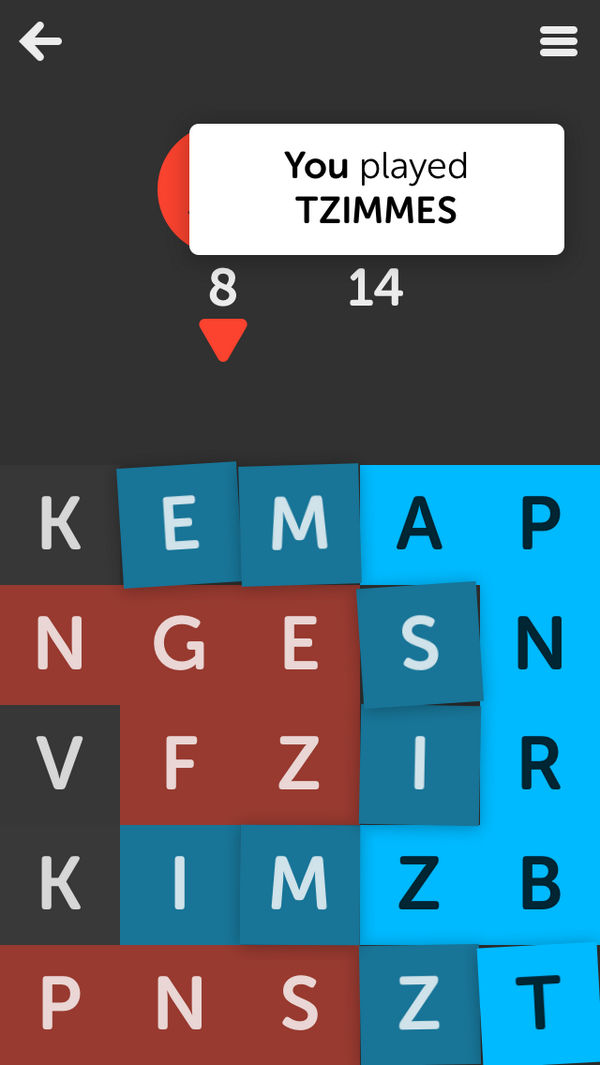 You played
TZIMMES
8 14
K E M A P
N G E S N
V F Z I R
K I M Z B
P N S Z T